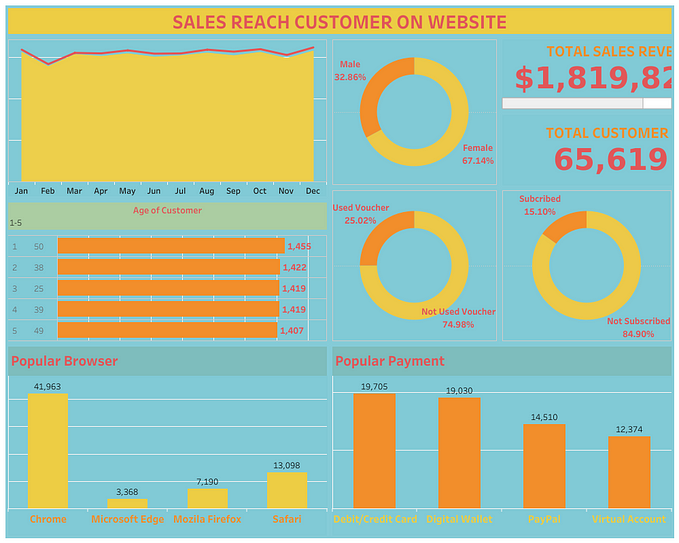 SALES REACH CUSTOMER ON WEBSITE
Jan Feb Mar Apr May Jun Jul Aug Sep Oct Nov Dec
Male
32.86%
Female
67.14%
TOTAL SALES REVE
$1,819,82
TOTAL CUSTOMER
65,619
Age of Customer
1-5
1 50 1,455
2 38 1,422
3 25 1,419
4 39 1,419
5 49 1,407
Used Voucher
25.02%
Not Used Voucher
74.98%
Subcribed
15.10%
Not Subscribed
84.90%
Popular Browser
41,963
3,368
7,190
13,098
Chrome Microsoft Edge Mozila Firefox Safari
Popular Payment
19,705
19,030
14,510
12,374
Debit/Credit Card Digital Wallet PayPal Virtual Account